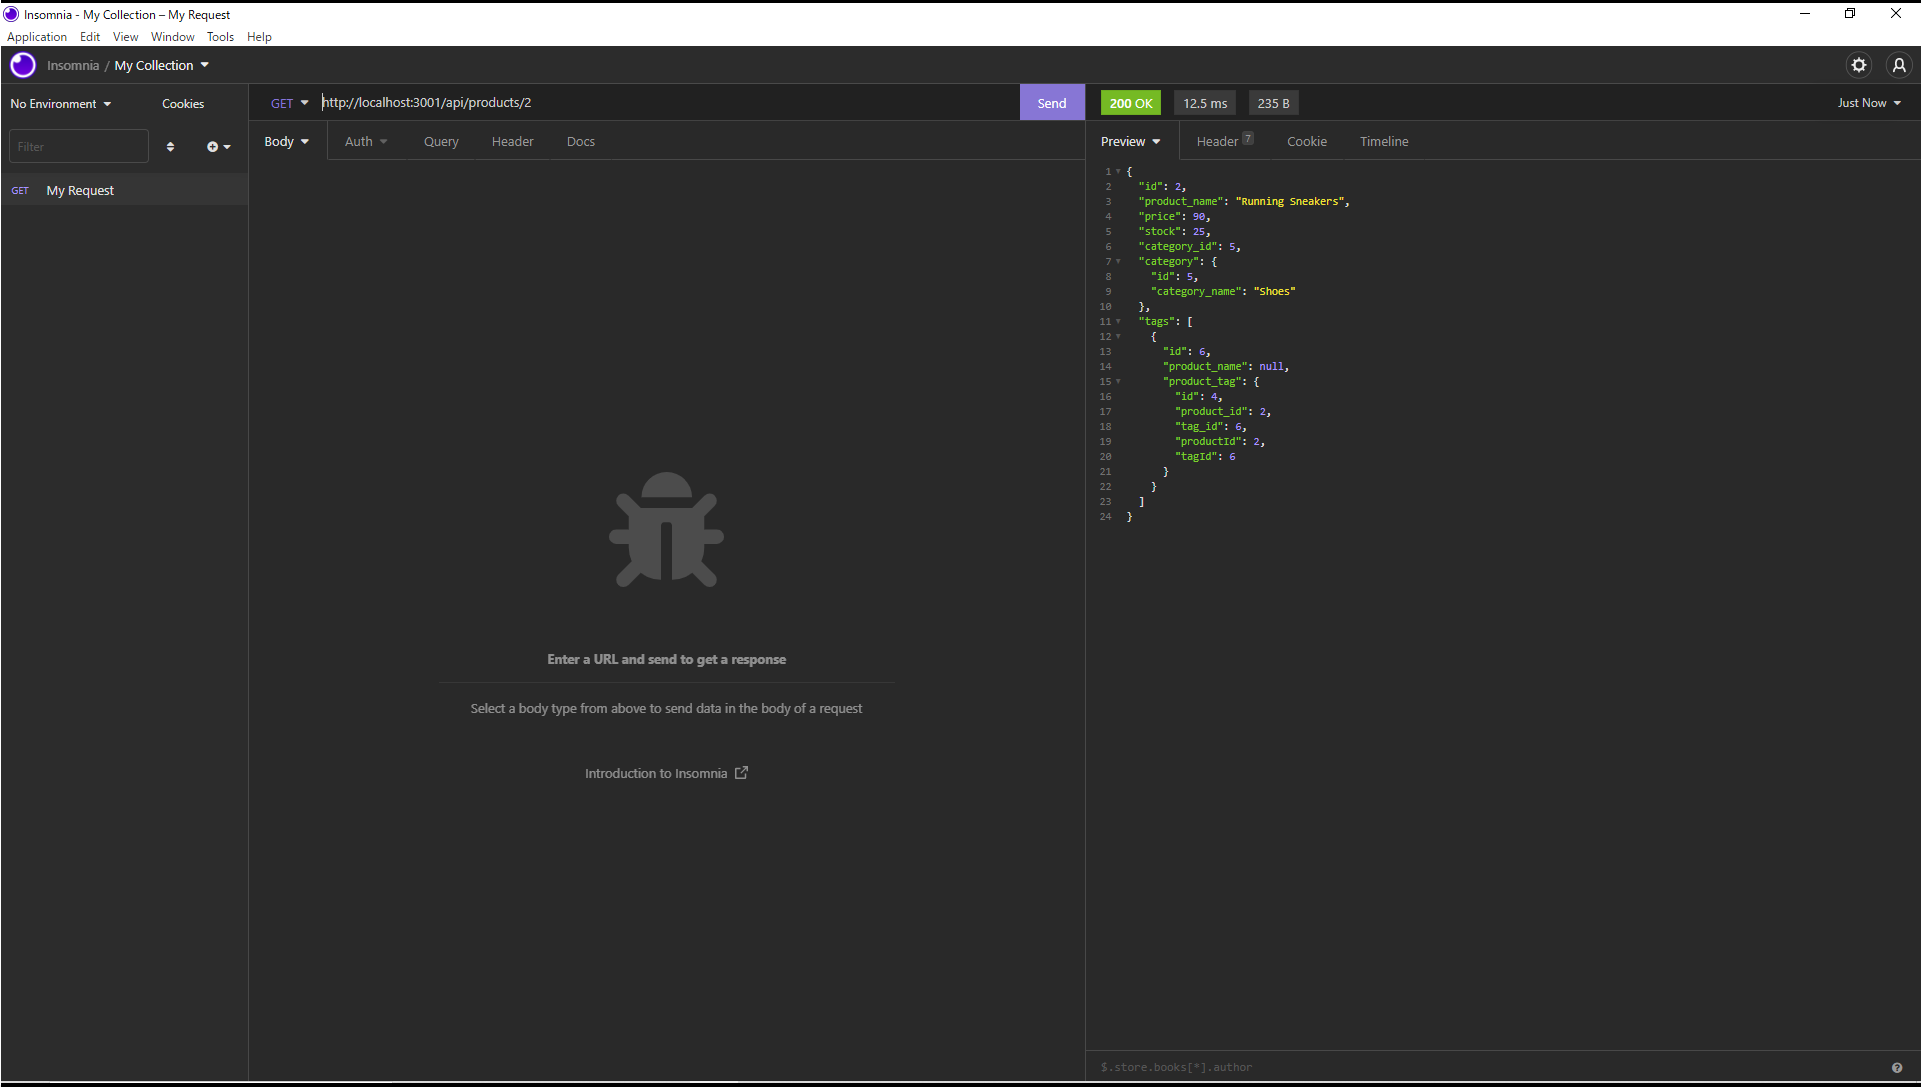 Insomnia - My Collection – My Request
Application Edit View Window Tools Help
Insomnia / My Collection
No Environment Cookies
Filter
GET My Request
GET http://localhost:3001/api/products/2 Send
Body Auth Query Header Docs
Enter a URL and send to get a response
Select a body type from above to send data in the body of a request
Introduction to Insomnia
200 OK 12.5 ms 235 B Just Now
Preview Header 7 Cookie Timeline
1 {
2 "id": 2,
3 "product_name": "Running Sneakers",
4 "price": 90,
5 "stock": 25,
6 "category_id": 5,
7 "category": {
8 "id": 5,
9 "category_name": "Shoes"
10 },
11 "tags": [
12 {
13 "id": 6,
14 "product_name": null,
15 "product_tag": {
16 "id": 4,
17 "product_id": 2,
18 "tag_id": 6,
19 "productId": 2,
20 "tagId": 6
21 }
22 }
23 ]
24 }
$.store.books[*].author